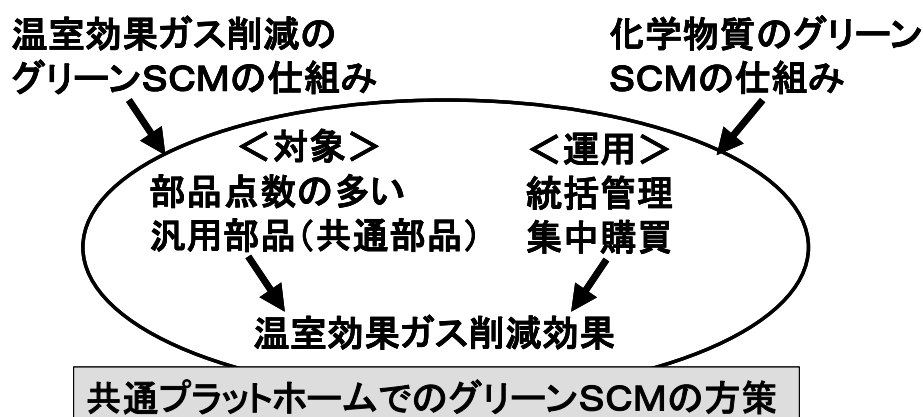 温室効果ガス削減の
グリーンSCMの仕組み
化学物質のグリーン
SCMの仕組み
＜対象＞
部品点数の多い
汎用部品（共通部品）
＜運用＞
統括管理
集中購買
温室効果ガス削減効果
共通プラットホームでのグリーンSCMの方策